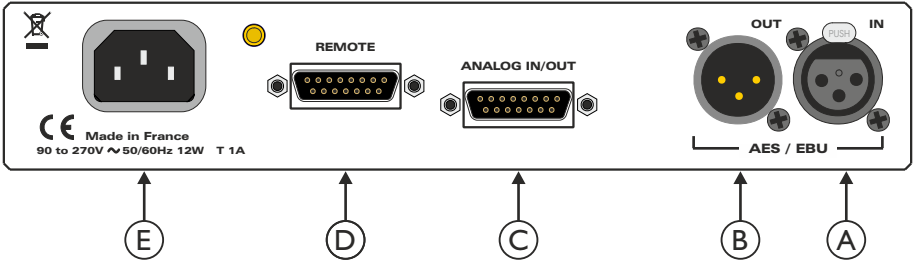 OUT
IN
PUSH
REMOTE
ANALOG IN/OUT
CE
Made in France
90 to 270V ~ 50/60Hz 12W T 1A
AES / EBU
E
D
C
B
A